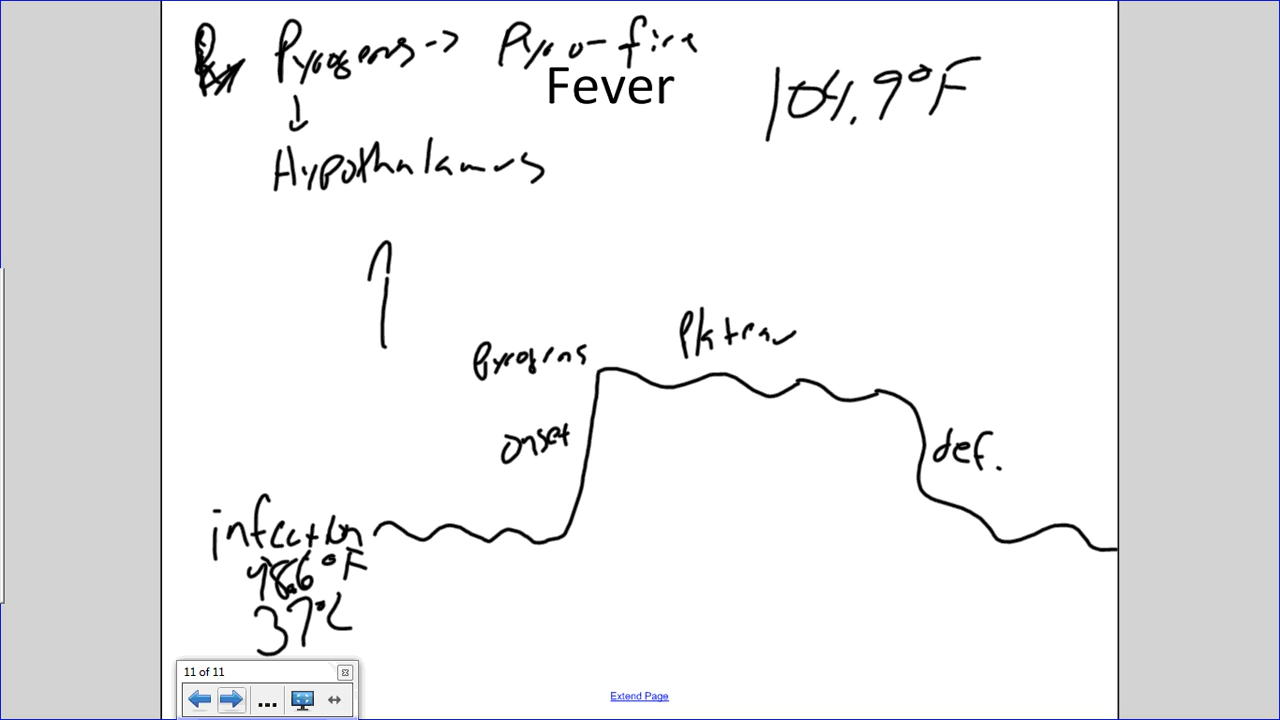 Pyrogens -> Pyro-fire
Fever
104.9°F
Hypothalamus
Plateau
Pyrogens
onset
def.
infection
98.6°F
37°C
11 of 11
...
Extend Page